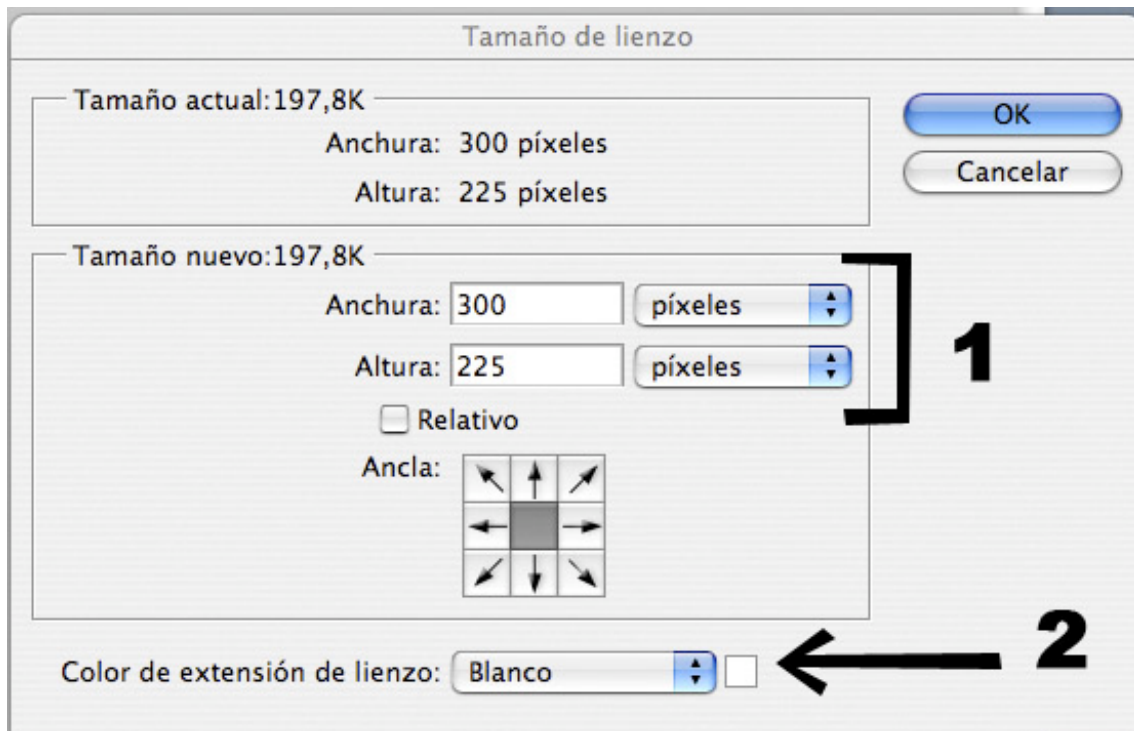 Tamaño de lienzo
Tamaño actual:197,8K
Anchura: 300 píxeles
Altura: 225 píxeles
OK
Cancelar
Tamaño nuevo:197,8K
Anchura: 300 píxeles
Altura: 225 píxeles
1
Relativo
Ancla:
Color de extensión de lienzo: Blanco
2